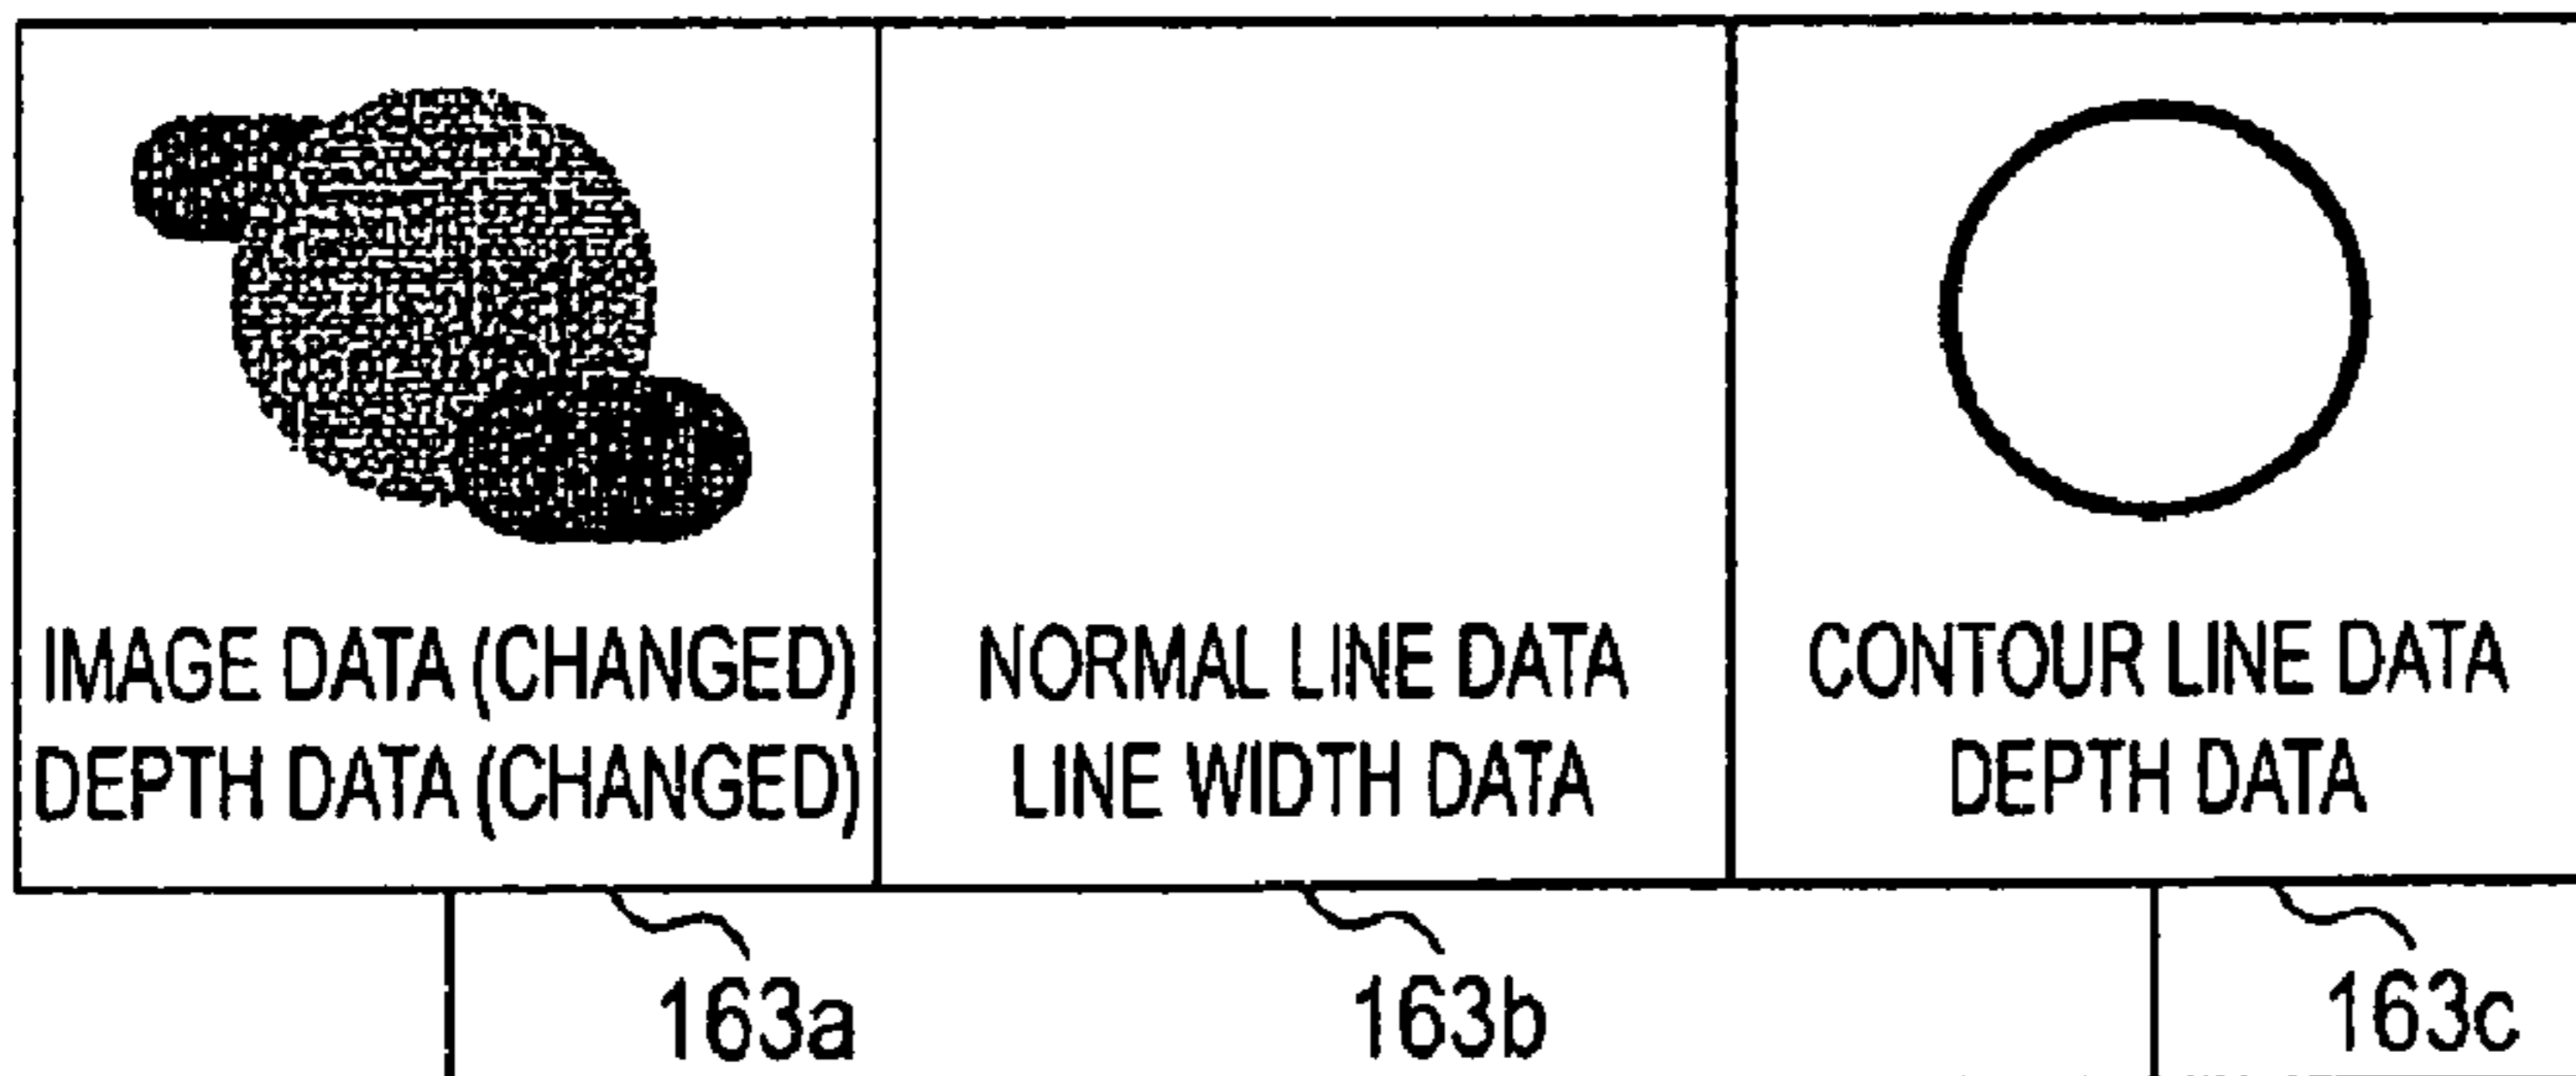 IMAGE DATA (CHANGED)
DEPTH DATA (CHANGED)
NORMAL LINE DATA
LINE WIDTH DATA
CONTOUR LINE DATA
DEPTH DATA
163a
163b
163c